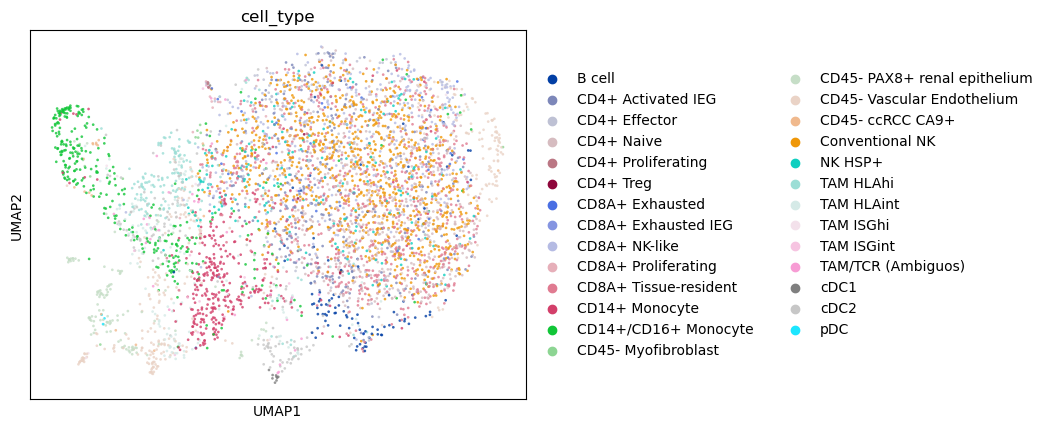 cell_type
UMAP2
UMAP1
B cell
CD4+ Activated IEG
CD4+ Effector
CD4+ Naive
CD4+ Proliferating
CD4+ Treg
CD8A+ Exhausted
CD8A+ Exhausted IEG
CD8A+ NK-like
CD8A+ Proliferating
CD8A+ Tissue-resident
CD14+ Monocyte
CD14+/CD16+ Monocyte
CD45- Myofibroblast
CD45- PAX8+ renal epithelium
CD45- Vascular Endothelium
CD45- ccRCC CA9+
Conventional NK
NK HSP+
TAM HLAhi
TAM HLAint
TAM ISGhi
TAM ISGint
TAM/TCR (Ambiguos)
cDC1
cDC2
pDC